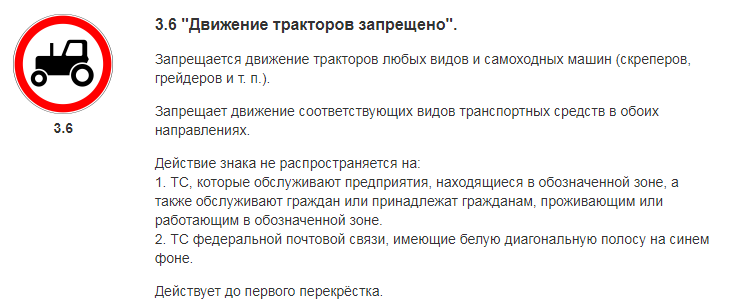 3.6 "Движение тракторов запрещено".
Запрещается движение тракторов любых видов и самоходных машин (скреперов,
грейдеров и т. п.).
3.6
Запрещает движение соответствующих видов транспортных средств в обоих
направлениях.
Действие знака не распространяется на:
1. ТС, которые обслуживают предприятия, находящиеся в обозначенной зоне, а
также обслуживают граждан или принадлежат гражданам, проживающим или
работающим в обозначенной зоне.
2. ТС федеральной почтовой связи, имеющие белую диагональную полосу на синем
фоне.
Действует до первого перекрёстка.